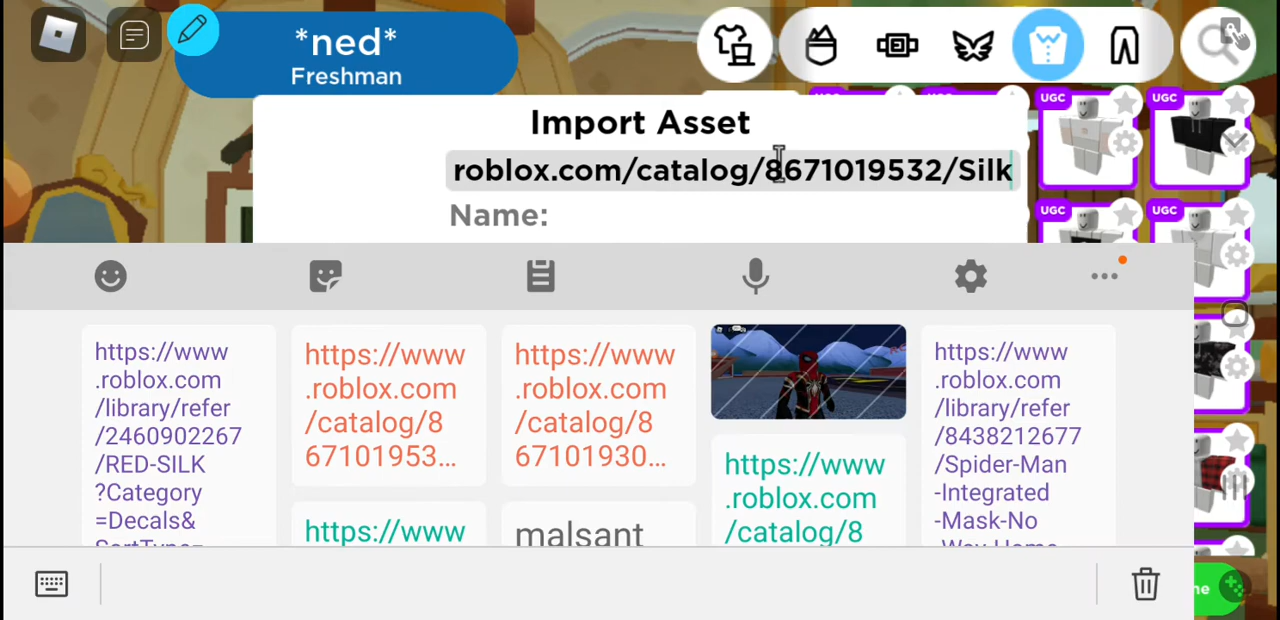 *ned*
Freshman
Import Asset
roblox.com/catalog/8671019532/Silk
Name:
UGC
UGC
UGC
UGC
https://www
.roblox.com
/library/refer
/2460902267
/RED-SILK
?Category
=Decals&
https://www
.roblox.com
/catalog/8
67101953...
https://www
https://www
.roblox.com
/catalog/8
67101930...
malsant
https://www
.roblox.com
/catalog/8
https://www
.roblox.com
/library/refer
/8438212677
/Spider-Man
-Integrated
-Mask-No